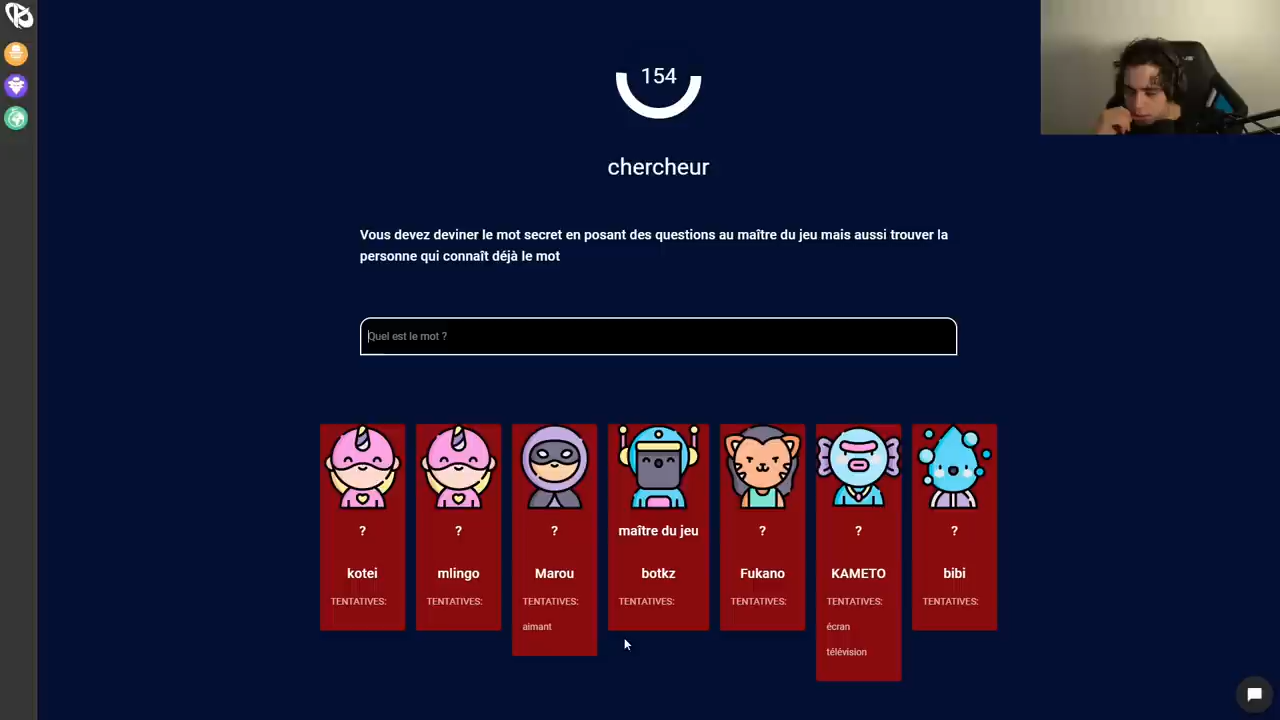 154
chercheur
Vous devez deviner le mot secret en posant des questions au maître du jeu mais aussi trouver la
personne qui connaît déjà le mot
Quel est le mot ?
?
kotei
TENTATIVES:
?
mlingo
TENTATIVES:
?
Marou
TENTATIVES:
aimant
maître du jeu
botkz
TENTATIVES:
?
Fukano
TENTATIVES:
?
KAMETO
TENTATIVES:
écran
télévision
?
bibi
TENTATIVES: